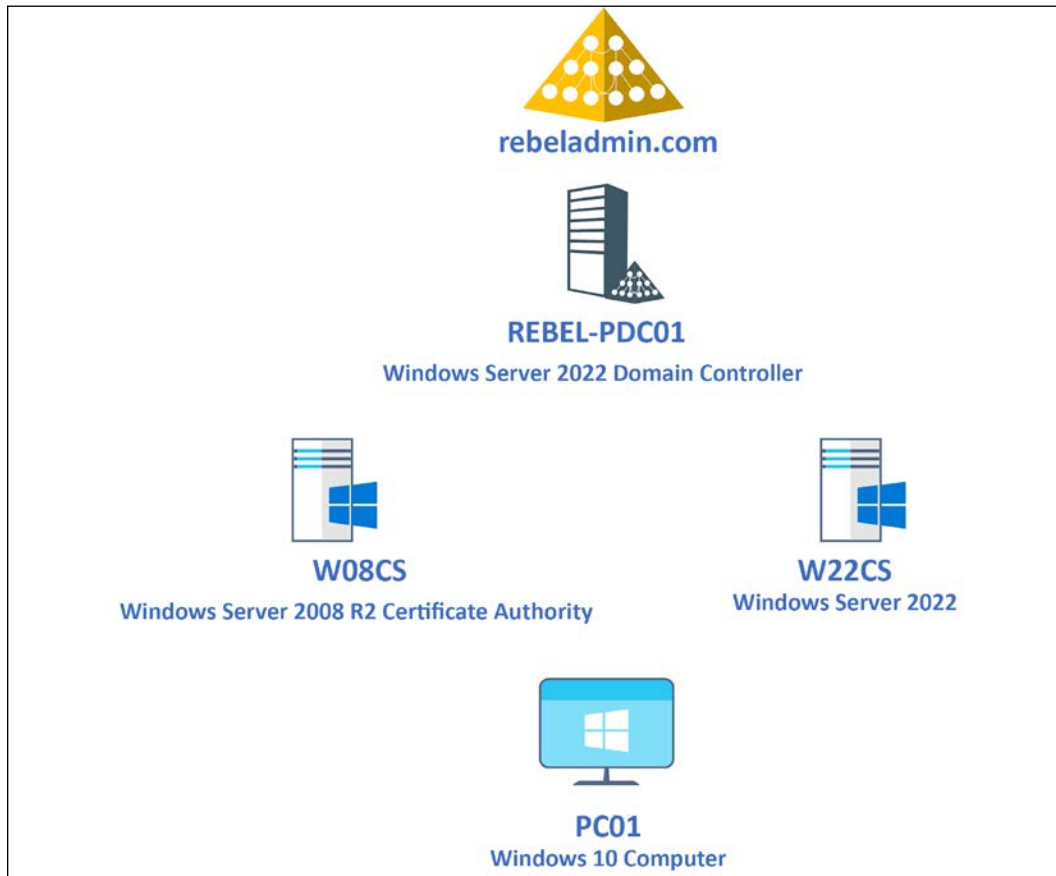 rebeladmin.com
REBEL-PDC01
Windows Server 2022 Domain Controller
W08CS
Windows Server 2008 R2 Certificate Authority
W22CS
Windows Server 2022
PC01
Windows 10 Computer